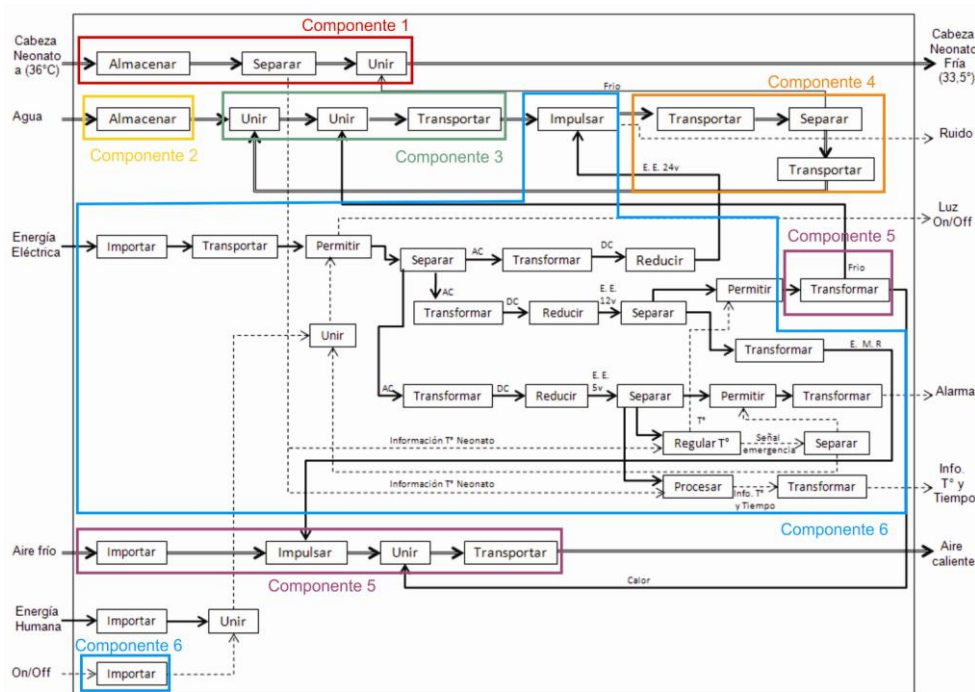 Componente 1
Cabeza
Neonato
a (36°C)
Almacenar
Separar
Unir
Cabeza
Neonato
Fría
(33,5°)
Frio
Componente 4
Agua
Almacenar
Unir
Unir
Transportar
Impulsar
Transportar
Separar
Ruido
Componente 2
Componente 3
Transportar
E. E. 24v
Luz
On/Off
Energía
Eléctrica
Importar
Transportar
Permitir
Separar
AC
Transformar
DC
Reducir
Componente 5
Frio
Permitir
Transformar
AC
Transformar
DC
Reducir
E. E.
12v
Separar
Unir
Transformar
E. M. R
AC
Transformar
DC
Reducir
E. E.
5v
Separar
Permitir
Transformar
Alarma
T°
Información T° Neonato
Regular T°
Señal
emergencia
Separar
Información T° Neonato
Procesar
Info. T°
y Tiempo
Transformar
Info.
T° y
Tiempo
Componente 6
Aire frío
Importar
Impulsar
Unir
Transportar
Aire
caliente
Componente 5
Calor
Energía
Humana
Importar
Unir
Componente 6
On/Off
Importar